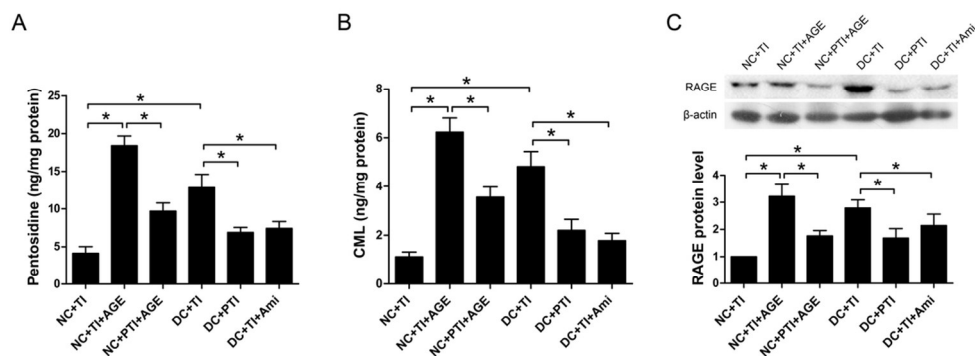 A
Pentosidine (ng/mg protein)
25
20
15
10
5
0
*
*
*
*
*
NC+TI
NC+TI+AGE
NC+PTI+AGE
DC+TI
DC+PTI
DC+TI+Ami
B
CML (ng/mg protein)
8
6
4
2
0
*
*
*
*
*
NC+TI
NC+TI+AGE
NC+PTI+AGE
DC+TI
DC+PTI
DC+TI+Ami
C
NC+TI
NC+TI+AGE
NC+PTI+AGE
DC+TI
DC+PTI
DC+TI+Ami
RAGE
β-actin
RAGE protein level
4
3
2
1
0
*
*
*
*
*
NC+TI
NC+TI+AGE
NC+PTI+AGE
DC+TI
DC+PTI
DC+TI+Ami